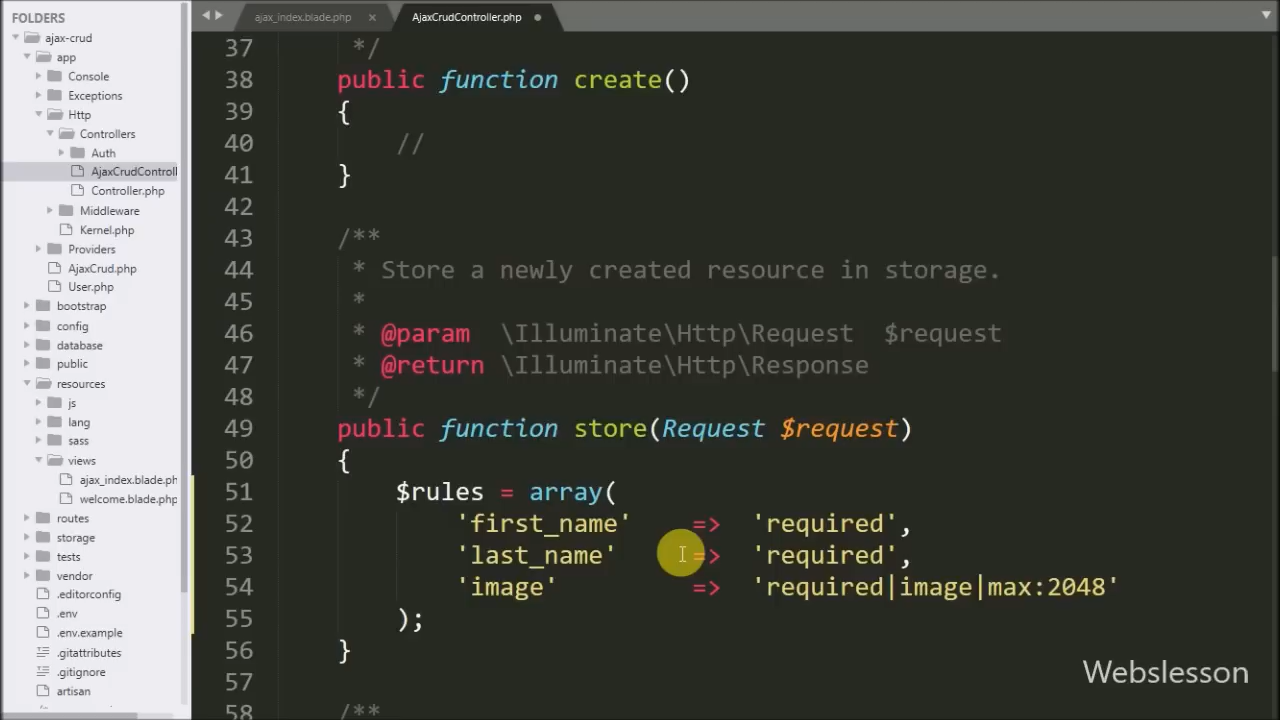 FOLDERS
ajax-crud
app
Console
Exceptions
Http
Controllers
Auth
AjaxCrudControll
Controller.php
Middleware
Kernel.php
Providers
AjaxCrud.php
User.php
bootstrap
config
database
public
resources
js
lang
sass
views
ajax_index.blade.ph
welcome.blade.php
routes
storage
tests
vendor
.editorconfig
.env
.env.example
.gitattributes
.gitignore
artisan
ajax_index.blade.php × AjaxCrudController.php
37 */
38 public function create()
39 {
40 //
41 }
42
43 /**
44 * Store a newly created resource in storage.
45 *
46 * @param \Illuminate\Http\Request $request
47 * @return \Illuminate\Http\Response
48 */
49 public function store(Request $request)
50 {
51 $rules = array(
52 'first_name' => 'required',
53 'last_name' => 'required',
54 'image' => 'required|image|max:2048'
55 );
56 }
57
58 /**
Webslesson